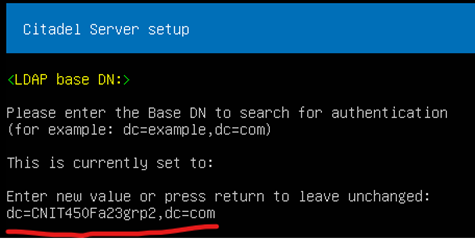 Citadel Server setup
<LDAP base DN:>
Please enter the Base DN to search for authentication
(for example: dc=example,dc=com)
This is currently set to:
Enter new value or press return to leave unchanged:
dc=CNIT450Fa23grp2,dc=com